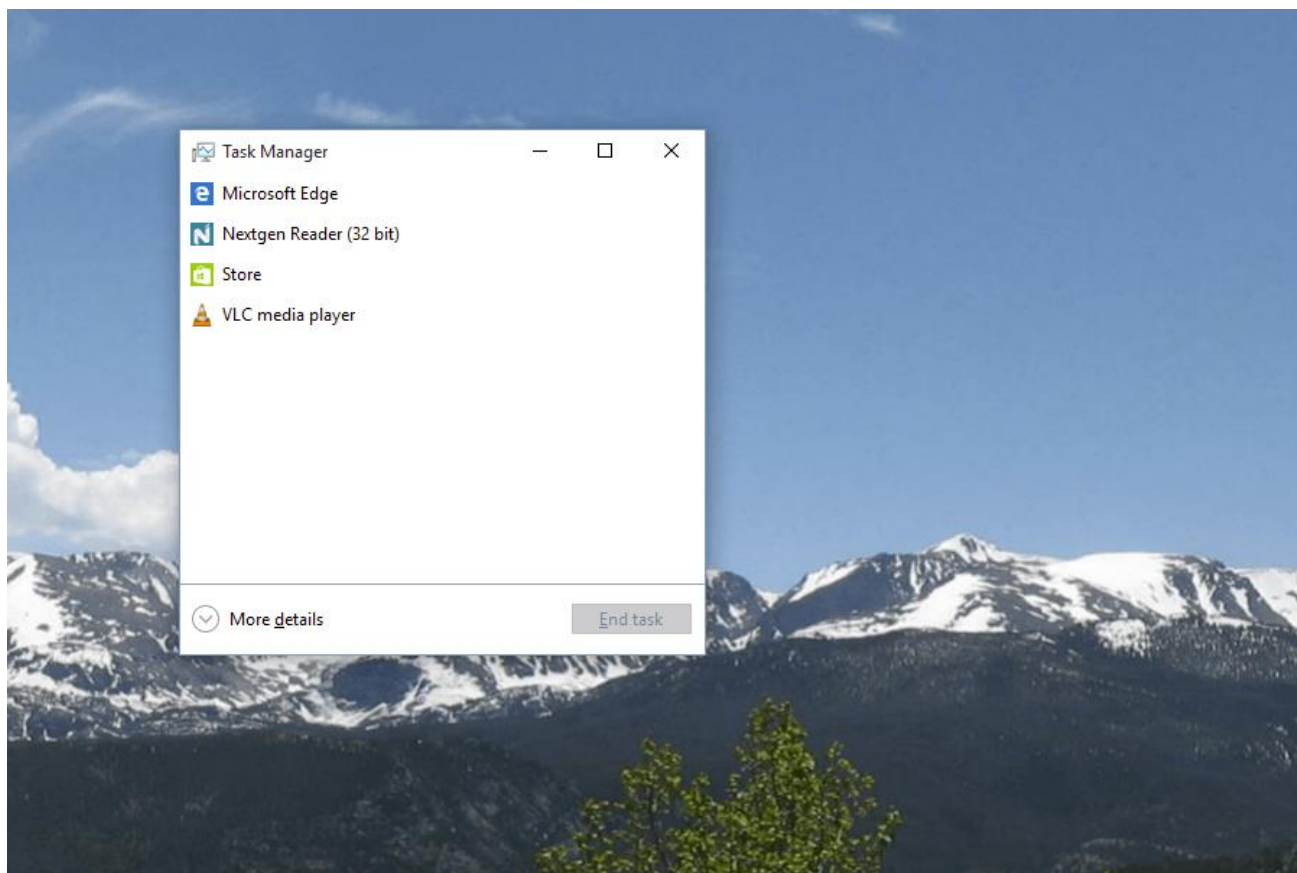 Task Manager
Microsoft Edge
Nextgen Reader (32 bit)
Store
VLC media player
More details
End task